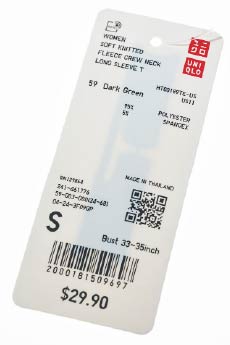 WOMEN
SOFT KNITTED
FLEECE CREW NECK
LONG SLEEVE T
UNI
QLO
59 Dark Green
POLYESTER
SPANDEX
MADE IN THAILAND
S
Bust 33-35inch
2000181509697
$29.90